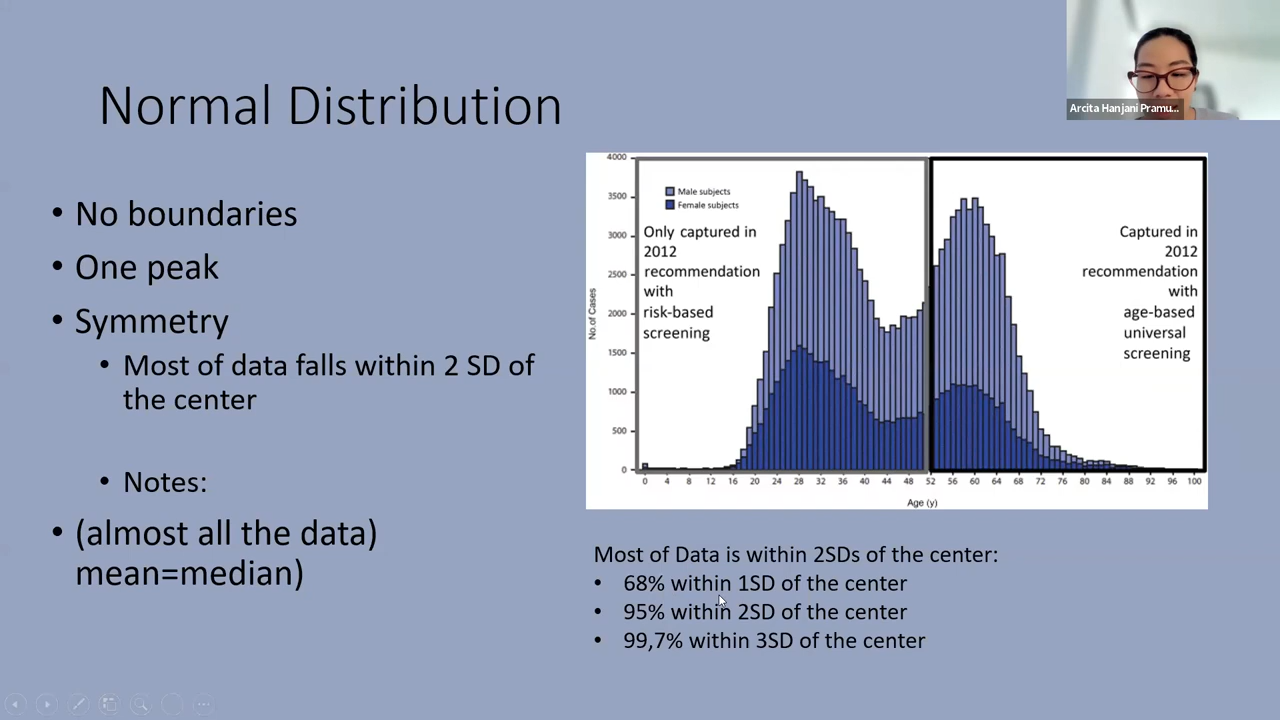 Normal Distribution
Arcita Hanjani Pramu...
• No boundaries
• One peak
• Symmetry
• Most of data falls within 2 SD of
the center
• Notes:
• (almost all the data)
mean=median)
4000
3500
3000
2500
2000
1500
1000
500
0
No.of Cases
Male subjects
Female subjects
Only captured in
2012
recommendation
with
risk-based
screening
Captured in
2012
recommendation
with
age-based
universal
screening
0 4 8 12 16 20 24 28 32 36 40 44 48 52 56 60 64 68 72 76 80 84 88 92 96 100
Age (y)
Most of Data is within 2SDs of the center:
• 68% within 1SD of the center
• 95% within 2SD of the center
• 99,7% within 3SD of the center